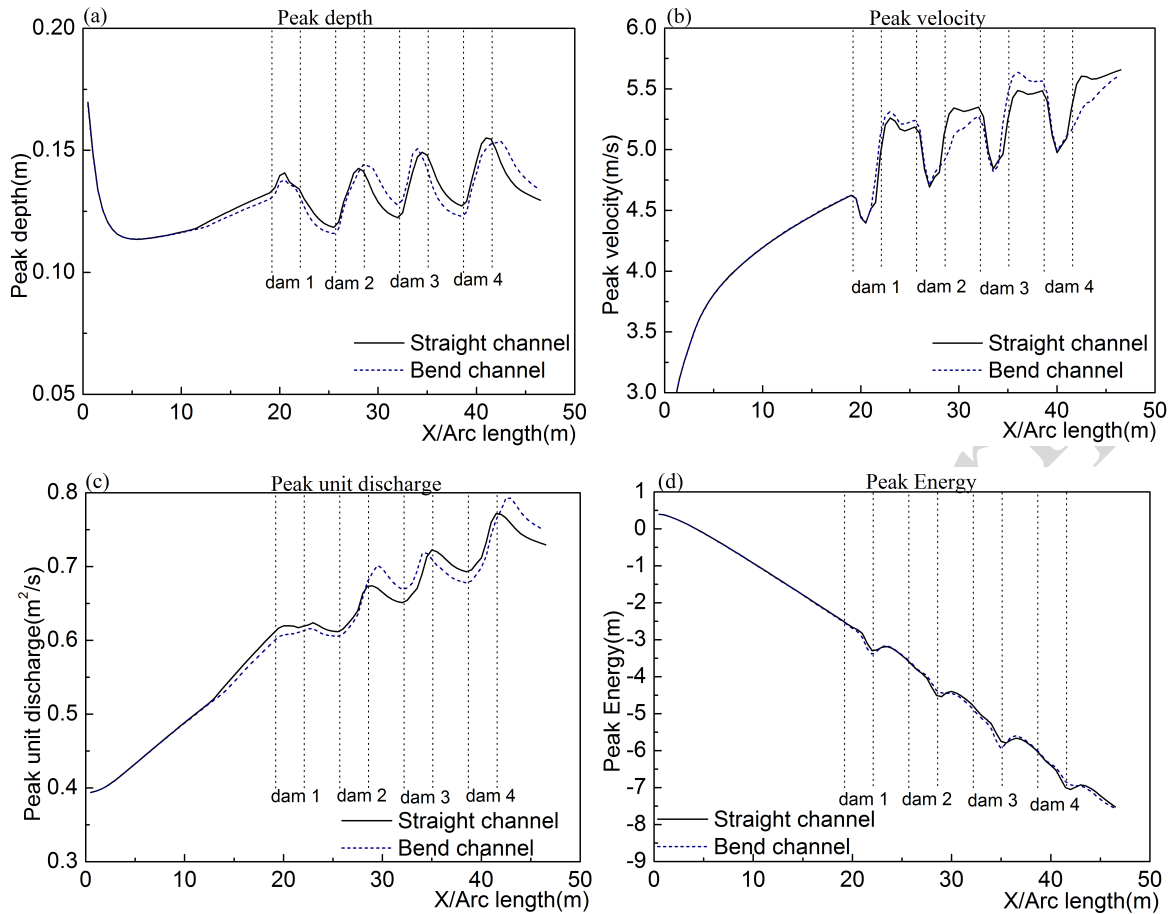 (a)
Peak depth
0.20
0.15
0.10
0.05
Peak depth(m)
dam 1 dam 2 dam 3 dam 4
Straight channel
Bend channel
0 10 20 30 40 50
X/Arc length(m)
(b)
Peak velocity
6.0
5.5
5.0
4.5
4.0
3.5
3.0
Peak velocity(m/s)
dam 1 dam 2 dam 3 dam 4
Straight channel
Bend channel
0 10 20 30 40 50
X/Arc length(m)
(c)
Peak unit discharge
0.8
0.7
0.6
0.5
0.4
0.3
Peak unit discharge(m²/s)
dam 1 dam 2 dam 3 dam 4
Straight channel
Bend channel
0 10 20 30 40 50
X/Arc length(m)
(d)
Peak Energy
1
0
-1
-2
-3
-4
-5
-6
-7
-8
-9
Peak Energy(m)
dam 1 dam 2 dam 3 dam 4
Straight channel
Bend channel
0 10 20 30 40 50
X/Arc length(m)